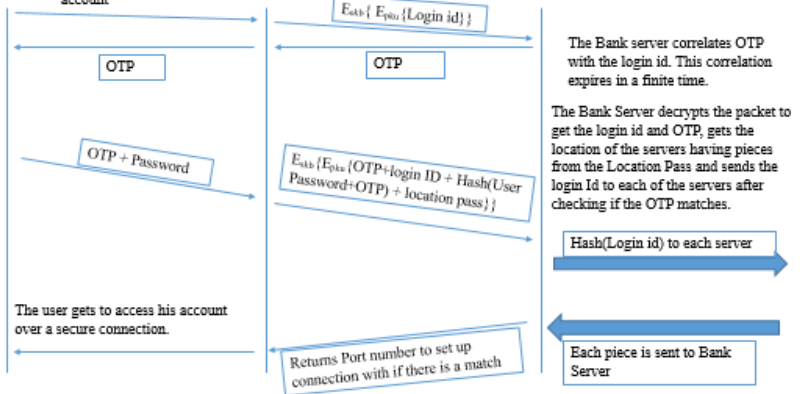 account
Eskb{ Epku {Login id}}
OTP
OTP
The Bank server correlates OTP
with the login id. This correlation
expires in a finite time.
The Bank Server decrypts the packet to
get the login id and OTP, gets the
location of the servers having pieces
from the Location Pass and sends the
login Id to each of the servers after
checking if the OTP matches.
OTP + Password
Eskb{Epku{OTP+login ID + Hash(User
Password+OTP) + location pass}}
Hash(Login id) to each server
The user gets to access his account
over a secure connection.
Returns Port number to set up
connection with if there is a match
Each piece is sent to Bank
Server